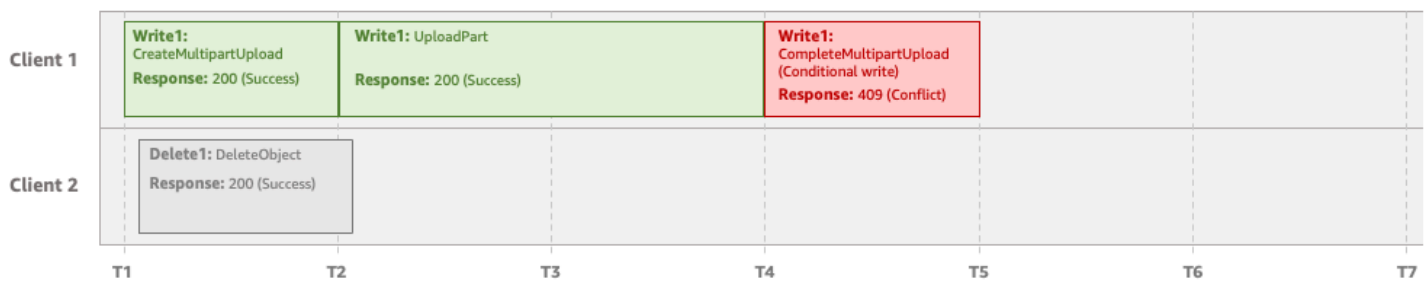 Client 1
Write1:
CreateMultipartUpload
Response: 200 (Success)
Write1: UploadPart
Response: 200 (Success)
Write1:
CompleteMultipartUpload
(Conditional write)
Response: 409 (Conflict)
Client 2
Delete1: DeleteObject
Response: 200 (Success)
T1 T2 T3 T4 T5 T6 T7